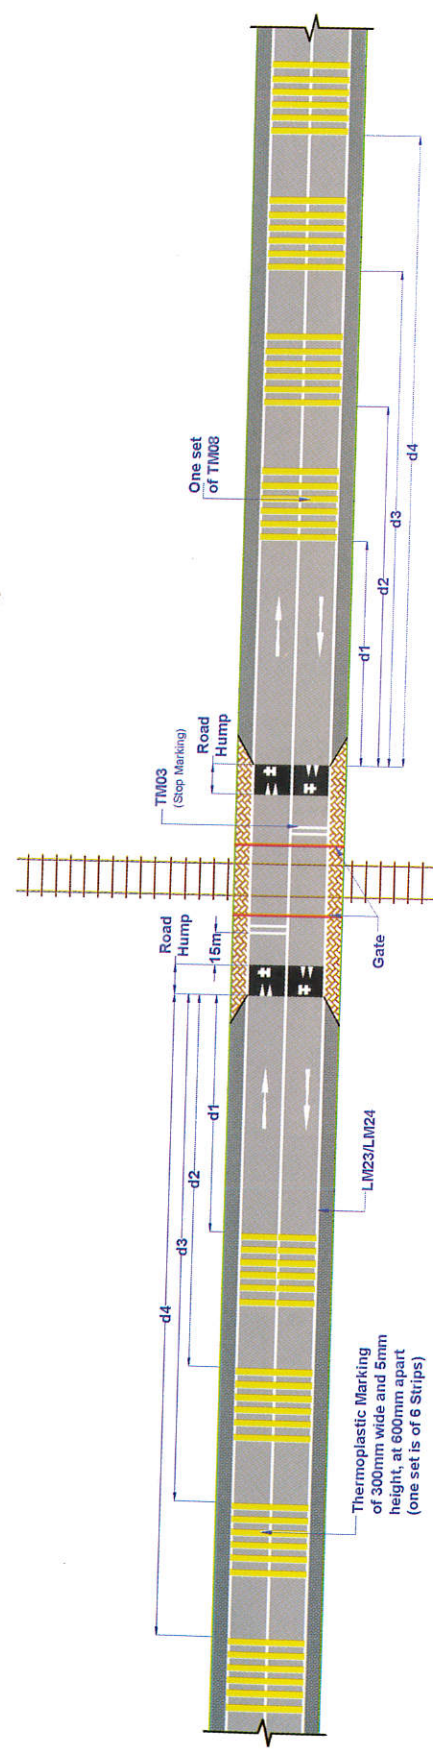 One set
of TM08
d1
d2
d3
d4
Road
Hump
TM03
(Stop Marking)
Road
Hump
15m
Gate
d1
d2
d3
d4
LM23/LM24
Thermoplastic Marking
of 300mm wide and 5mm
height, at 600mm apart
(one set is of 6 Strips)